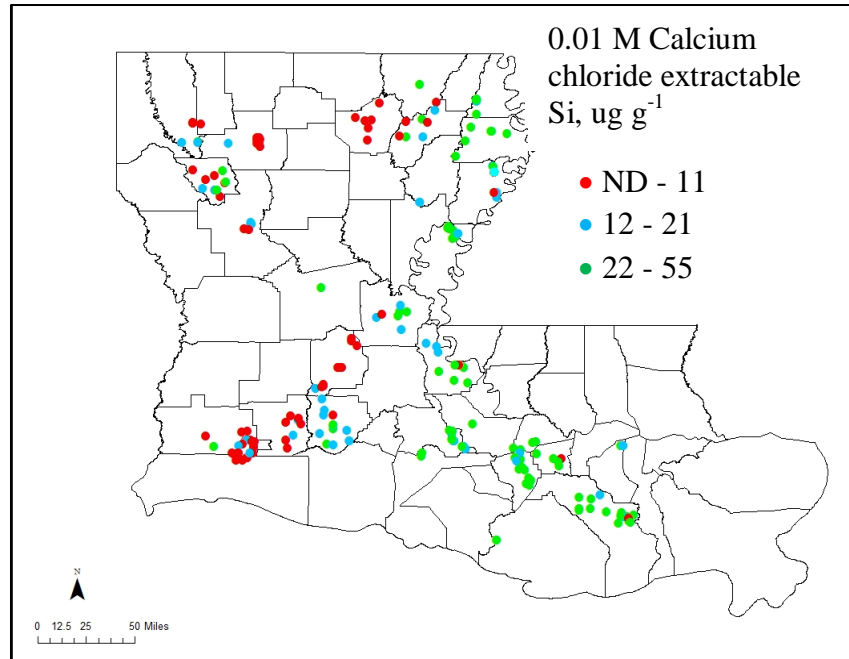 0.01 M Calcium
chloride extractable
Si, ug g⁻¹
ND - 11
12 - 21
22 - 55
N
0 12.5 25 50 Miles